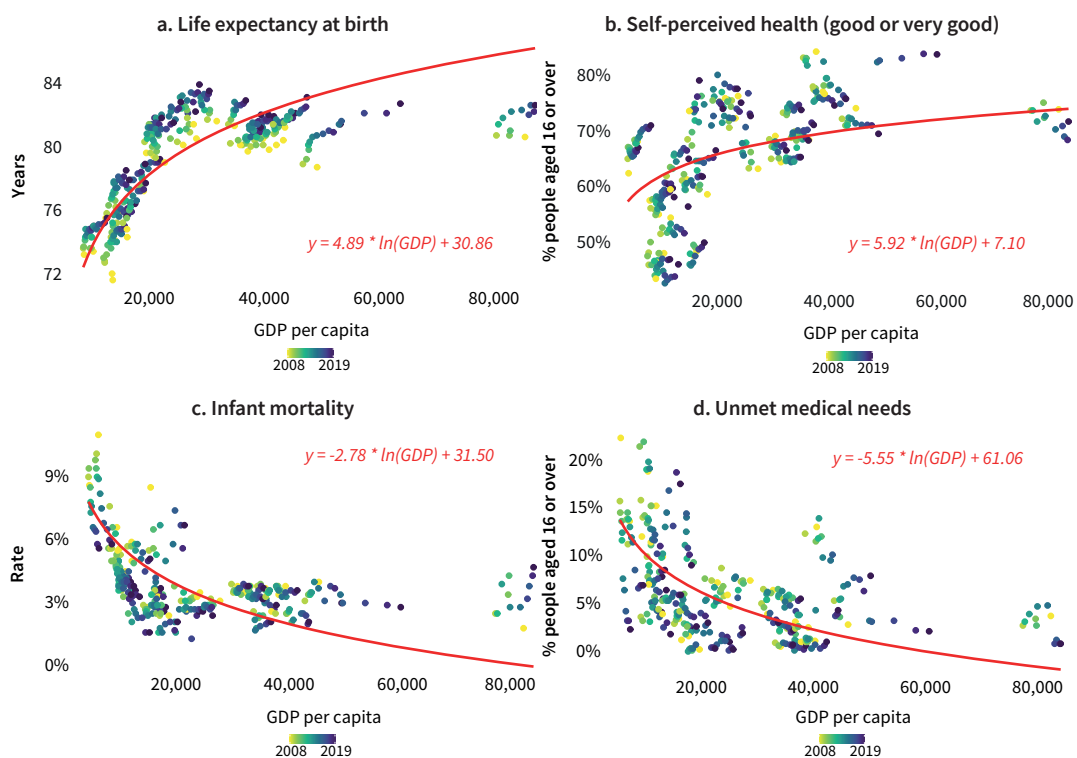 a. Life expectancy at birth
84
80
76
72
Years
y = 4.89 * ln(GDP) + 30.86
20,000 40,000 60,000 80,000
GDP per capita
2008 2019
b. Self-perceived health (good or very good)
80%
70%
60%
50%
% people aged 16 or over
y = 5.92 * ln(GDP) + 7.10
20,000 40,000 60,000 80,000
GDP per capita
2008 2019
c. Infant mortality
9%
6%
3%
0%
Rate
y = -2.78 * ln(GDP) + 31.50
20,000 40,000 60,000 80,000
GDP per capita
2008 2019
d. Unmet medical needs
20%
15%
10%
5%
0%
% people aged 16 or over
y = -5.55 * ln(GDP) + 61.06
20,000 40,000 60,000 80,000
GDP per capita
2008 2019